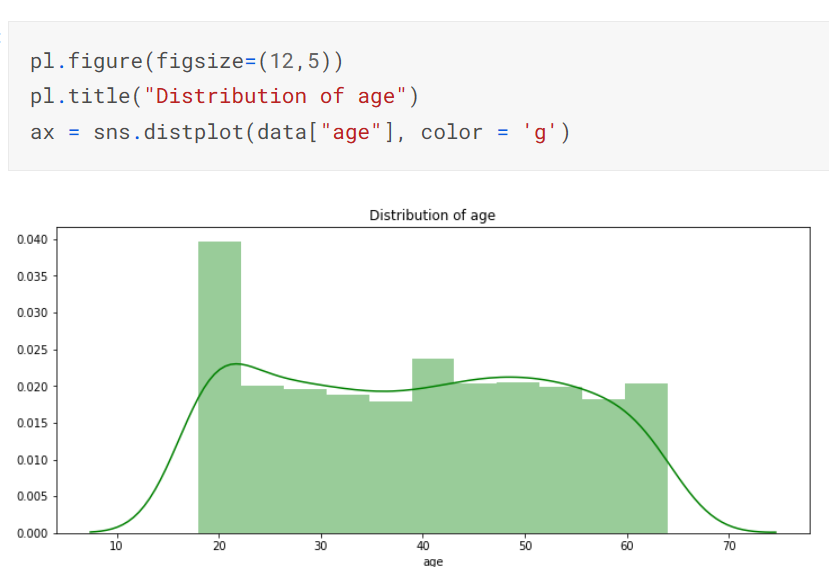 pl.figure(figsize=(12,5))
pl.title("Distribution of age")
ax = sns.distplot(data["age"], color = 'g')
Distribution of age
0.040
0.035
0.030
0.025
0.020
0.015
0.010
0.005
0.000
10 20 30 40 50 60 70
age